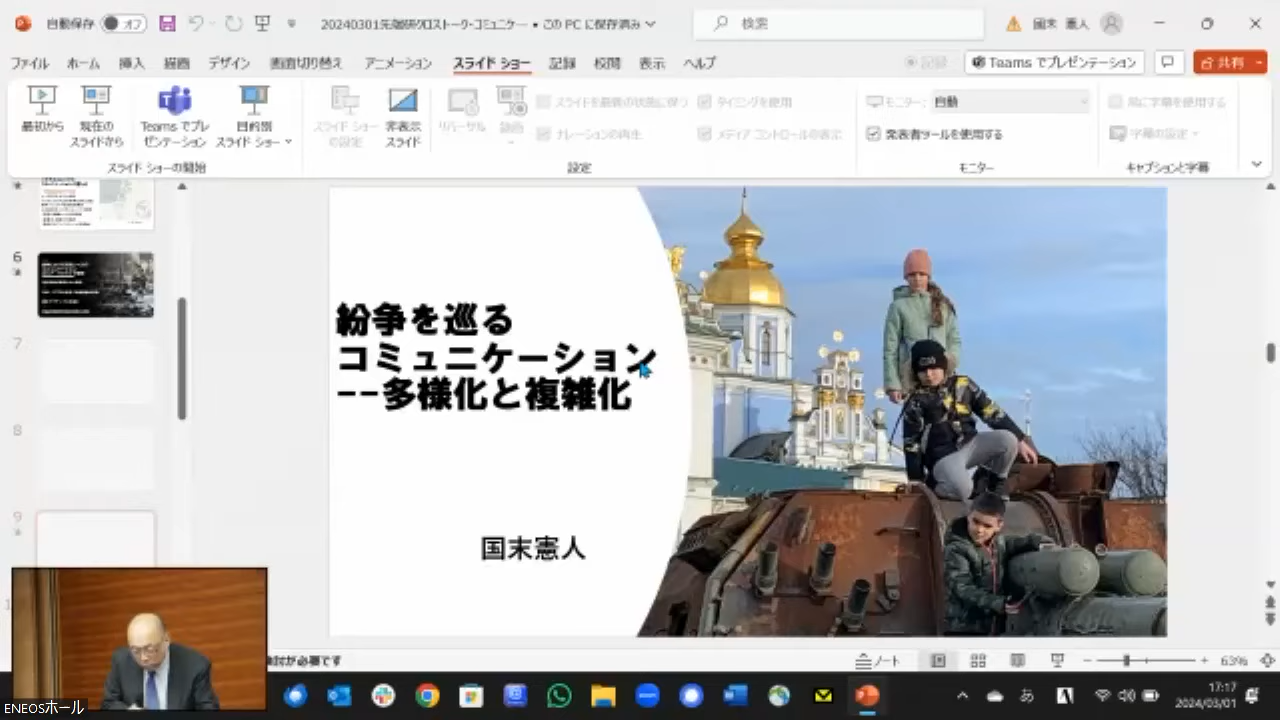 自動保存 オフ
20240301先端研クロストーク・コミュニケー… • この PC に保存済み
検索
国末 憲人
ファイル ホーム 挿入 描画 デザイン 画面切り替え アニメーション スライド ショー 記録 校閲 表示 ヘルプ
記録
Teams でプレゼンテーション
共有
最初から
現在の
スライドから
Teams でプレ
ゼンテーション
目的別
スライド ショー
スライド ショーの開始
スライド ショー
の設定
非表示
スライド
リハーサル
録画
スライドを最新の状態に保つ
ナレーションの再生
タイミングを使用
メディア コントロールの表示
設定
モニター: 自動
発表者ツールを使用する
モニター
常に字幕を使用する
字幕の設定
キャプションと字幕
6
7
8
9
紛争を巡る
コミュニケーション
--多様化と複雑化
国末憲人
検討が必要です
ノート
63%
ENEOSホール
あ
A
17:17
2024/03/01